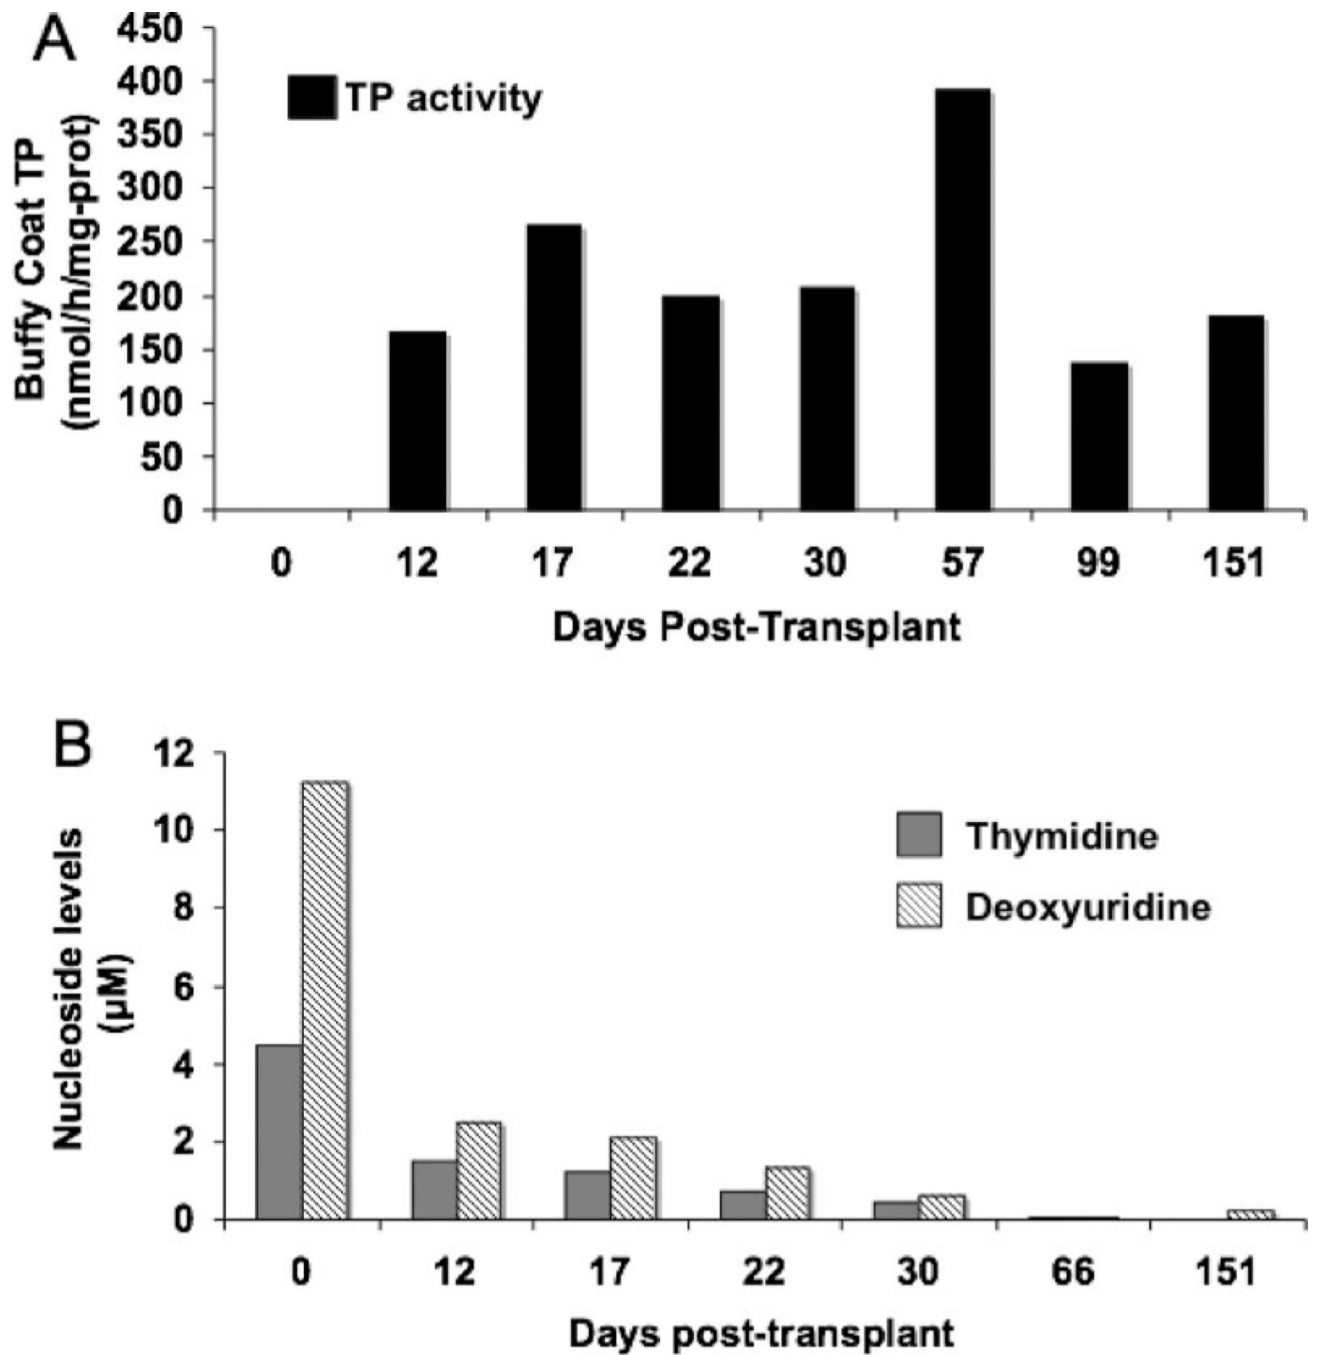 A
450
400
350
300
250
200
150
100
50
0
Buffy Coat TP
(nmol/h/mg-prot)
TP activity
0 12 17 22 30 57 99 151
Days Post-Transplant
B
12
10
8
6
4
2
0
Nucleoside levels
(µM)
Thymidine
Deoxyuridine
0 12 17 22 30 66 151
Days post-transplant